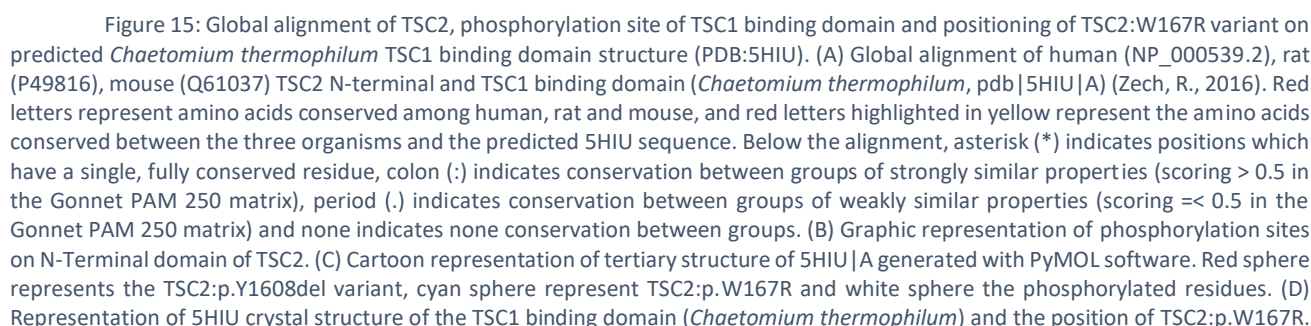 Figure 15: Global alignment of TSC2, phosphorylation site of TSC1 binding domain and positioning of TSC2:W167R variant on
predicted Chaetomium thermophilum TSC1 binding domain structure (PDB:5HIU). (A) Global alignment of human (NP_000539.2), rat
(P49816), mouse (Q61037) TSC2 N-terminal and TSC1 binding domain (Chaetomium thermophilum, pdb|5HIU|A) (Zech, R., 2016). Red
letters represent amino acids conserved among human, rat and mouse, and red letters highlighted in yellow represent the amino acids
conserved between the three organisms and the predicted 5HIU sequence. Below the alignment, asterisk (*) indicates positions which
have a single, fully conserved residue, colon (:) indicates conservation between groups of strongly similar properties (scoring > 0.5 in
the Gonnet PAM 250 matrix), period (.) indicates conservation between groups of weakly similar properties (scoring =< 0.5 in the
Gonnet PAM 250 matrix) and none indicates none conservation between groups. (B) Graphic representation of phosphorylation sites
on N-Terminal domain of TSC2. (C) Cartoon representation of tertiary structure of 5HIU|A generated with PyMOL software. Red sphere
represents the TSC2:p.Y1608del variant, cyan sphere represent TSC2:p.W167R and white sphere the phosphorylated residues. (D)
Representation of 5HIU crystal structure of the TSC1 binding domain (Chaetomium thermophilum) and the position of TSC2:p.W167R,